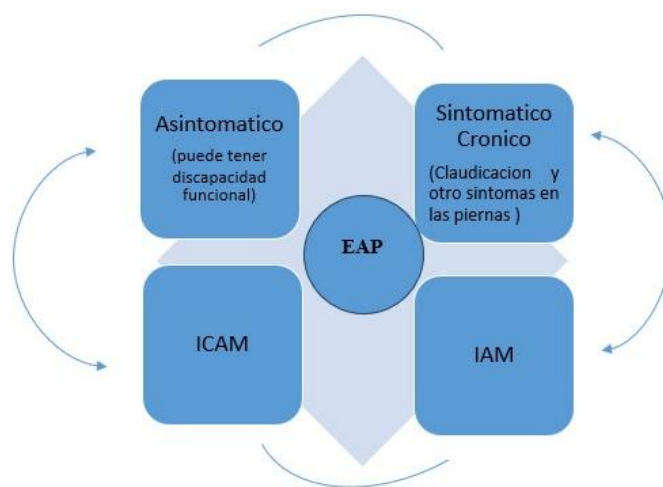 Asintomatico
(puede tener
discapacidad
funcional)
Sintomatico
Cronico
(Claudicacion y
otro sintomas en
las piernas )
EAP
ICAM
IAM